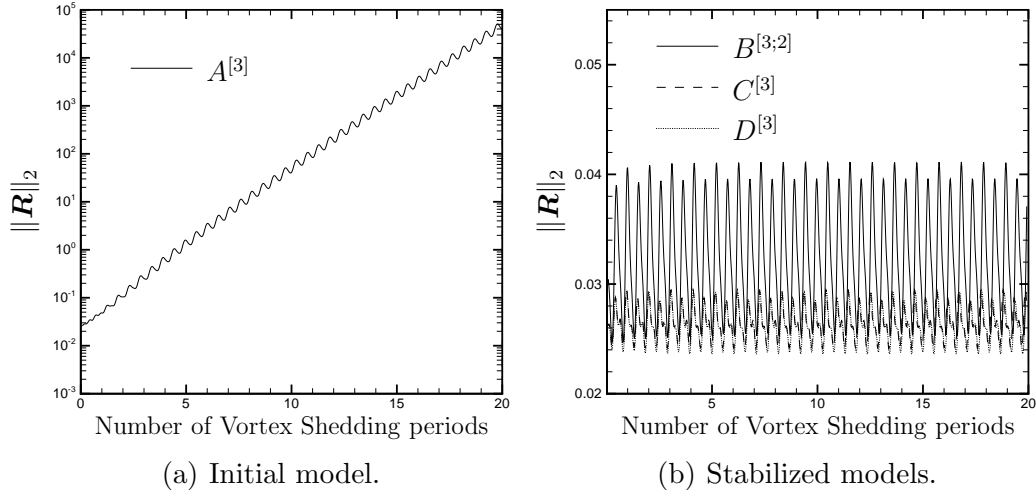 10^5
10^4
10^3
10^2
10^1
10^0
10^-1
10^-2
10^-3
||R||_2
A^[3]
0 5 10 15 20
Number of Vortex Shedding periods
(a) Initial model.
0.05
0.04
0.03
0.02
||R||_2
B^[3;2]
C^[3]
D^[3]
5 10 15 20
Number of Vortex Shedding periods
(b) Stabilized models.